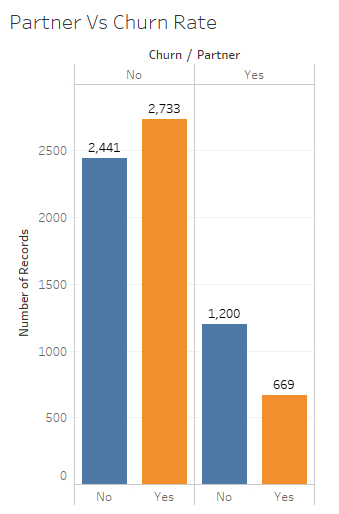 Partner Vs Churn Rate
Churn / Partner
No Yes
Number of Records
2,733
2,441
2500
2000
1500
1,200
1000
669
500
0
No Yes No Yes